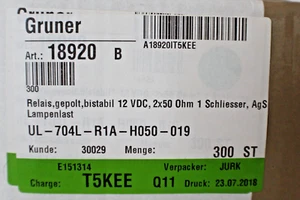 Gruner
Gruner
A18920IT5KEE
Art.: 18920 B
300
Relais,gepolt,bistabil 12 VDC, 2x50 Ohm 1 Schliesser, AgS
Lampenlast
UL-704L-R1A-H050-019
Kunde: 30029 Menge: 300 ST
E151314 Verpacker: JURK
Charge: T5KEE Q11 Druck: 23.07.2018